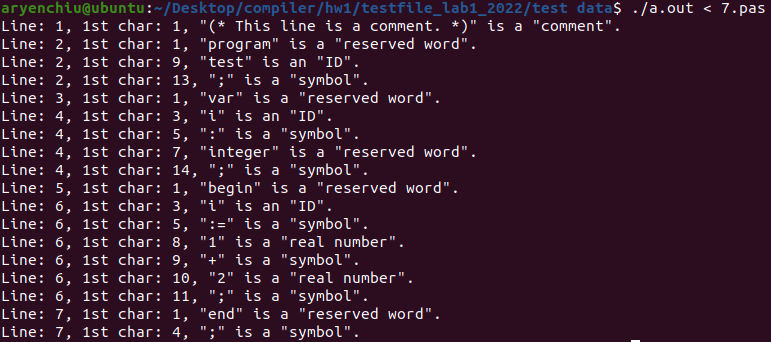 aryenchiu@ubuntu:~/Desktop/compiler/hw1/testfile_lab1_2022/test data$ ./a.out < 7.pas
Line: 1, 1st char: 1, "(* This line is a comment. *)" is a "comment".
Line: 2, 1st char: 1, "program" is a "reserved word".
Line: 2, 1st char: 9, "test" is an "ID".
Line: 2, 1st char: 13, ";" is a "symbol".
Line: 3, 1st char: 1, "var" is a "reserved word".
Line: 4, 1st char: 3, "i" is an "ID".
Line: 4, 1st char: 5, ":" is a "symbol".
Line: 4, 1st char: 7, "integer" is a "reserved word".
Line: 4, 1st char: 14, ";" is a "symbol".
Line: 5, 1st char: 1, "begin" is a "reserved word".
Line: 6, 1st char: 3, "i" is an "ID".
Line: 6, 1st char: 5, ":=" is a "symbol".
Line: 6, 1st char: 8, "1" is a "real number".
Line: 6, 1st char: 9, "+" is a "symbol".
Line: 6, 1st char: 10, "2" is a "real number".
Line: 6, 1st char: 11, ";" is a "symbol".
Line: 7, 1st char: 1, "end" is a "reserved word".
Line: 7, 1st char: 4, ";" is a "symbol".